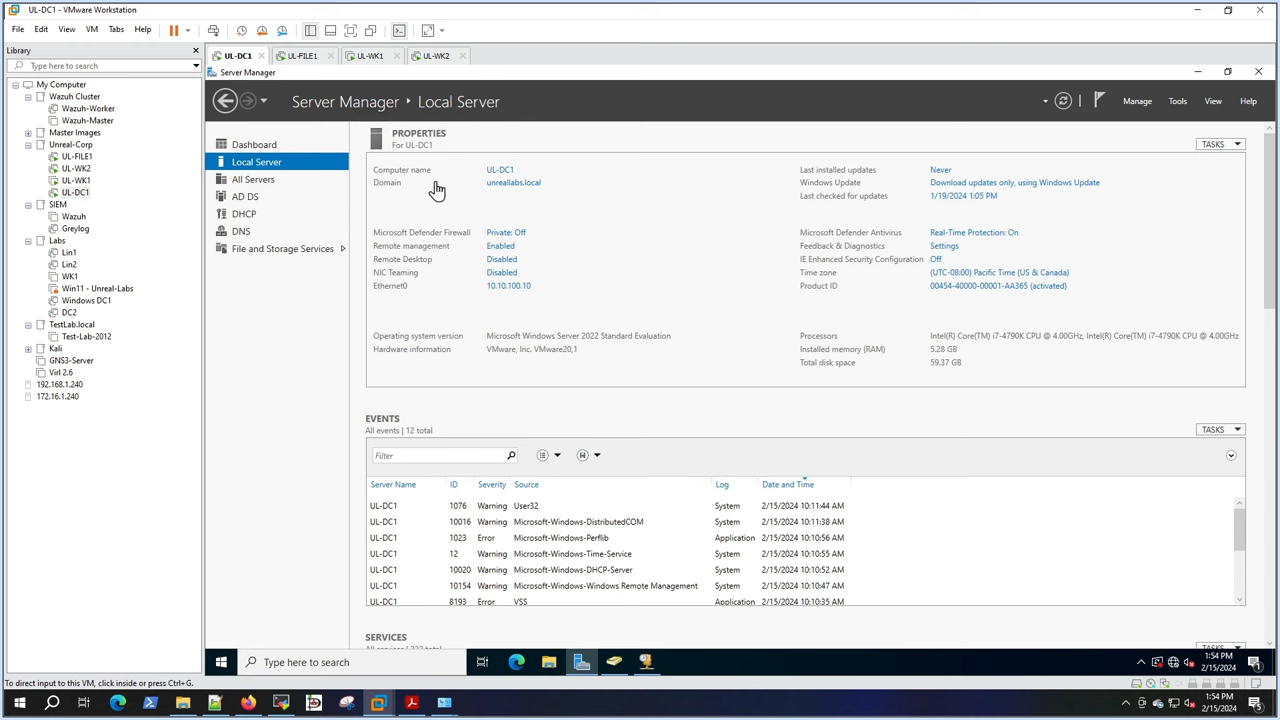 UL-DC1 - VMware Workstation
File Edit View VM Tabs Help
Library
Type here to search
My Computer
Wazuh Cluster
Wazuh-Worker
Wazuh-Master
Master Images
Unreal-Corp
UL-FILE1
UL-WK2
UL-WK1
UL-DC1
SIEM
Wazuh
Greylog
Labs
Lin1
Lin2
WK1
Win11 - Unreal-Labs
Windows DC1
DC2
TestLab.local
Test-Lab-2012
Kali
GNS3-Server
Virl 2.6
192.168.1.240
172.16.1.240
UL-DC1 UL-FILE1 UL-WK1 UL-WK2
Server Manager
Server Manager Local Server
Manage Tools View Help
Dashboard
Local Server
All Servers
AD DS
DHCP
DNS
File and Storage Services
PROPERTIES
For UL-DC1
TASKS
Computer name UL-DC1 Last installed updates Never
Domain unreallabs.local Windows Update Download updates only, using Windows Update
Last checked for updates 1/19/2024 1:05 PM
Microsoft Defender Firewall Private: Off Microsoft Defender Antivirus Real-Time Protection: On
Remote management Enabled Feedback & Diagnostics Settings
Remote Desktop Disabled IE Enhanced Security Configuration Off
NIC Teaming Disabled Time zone (UTC-08:00) Pacific Time (US & Canada)
Ethernet0 10.10.100.10 Product ID 00454-40000-00001-AA365 (activated)
Operating system version Microsoft Windows Server 2022 Standard Evaluation Processors Intel(R) Core(TM) i7-4790K CPU @ 4.00GHz, Intel(R) Core(TM) i7-4790K CPU @ 4.00GHz
Hardware information VMware, Inc. VMware20,1 Installed memory (RAM) 5.28 GB
Total disk space 59.37 GB
EVENTS
All events | 12 total
TASKS
Filter
Server Name ID Severity Source Log Date and Time
UL-DC1 1076 Warning User32 System 2/15/2024 10:11:44 AM
UL-DC1 10016 Warning Microsoft-Windows-DistributedCOM System 2/15/2024 10:11:38 AM
UL-DC1 1023 Error Microsoft-Windows-Perflib Application 2/15/2024 10:10:56 AM
UL-DC1 12 Warning Microsoft-Windows-Time-Service System 2/15/2024 10:10:55 AM
UL-DC1 10020 Warning Microsoft-Windows-DHCP-Server System 2/15/2024 10:10:52 AM
UL-DC1 10154 Warning Microsoft-Windows-Windows Remote Management System 2/15/2024 10:10:47 AM
UL-DC1 8193 Error VSS Application 2/15/2024 10:10:35 AM
SERVICES
TASKS
Type here to search
1:54 PM
2/15/2024
To direct input to this VM, click inside or press Ctrl+G.
1:54 PM
2/15/2024